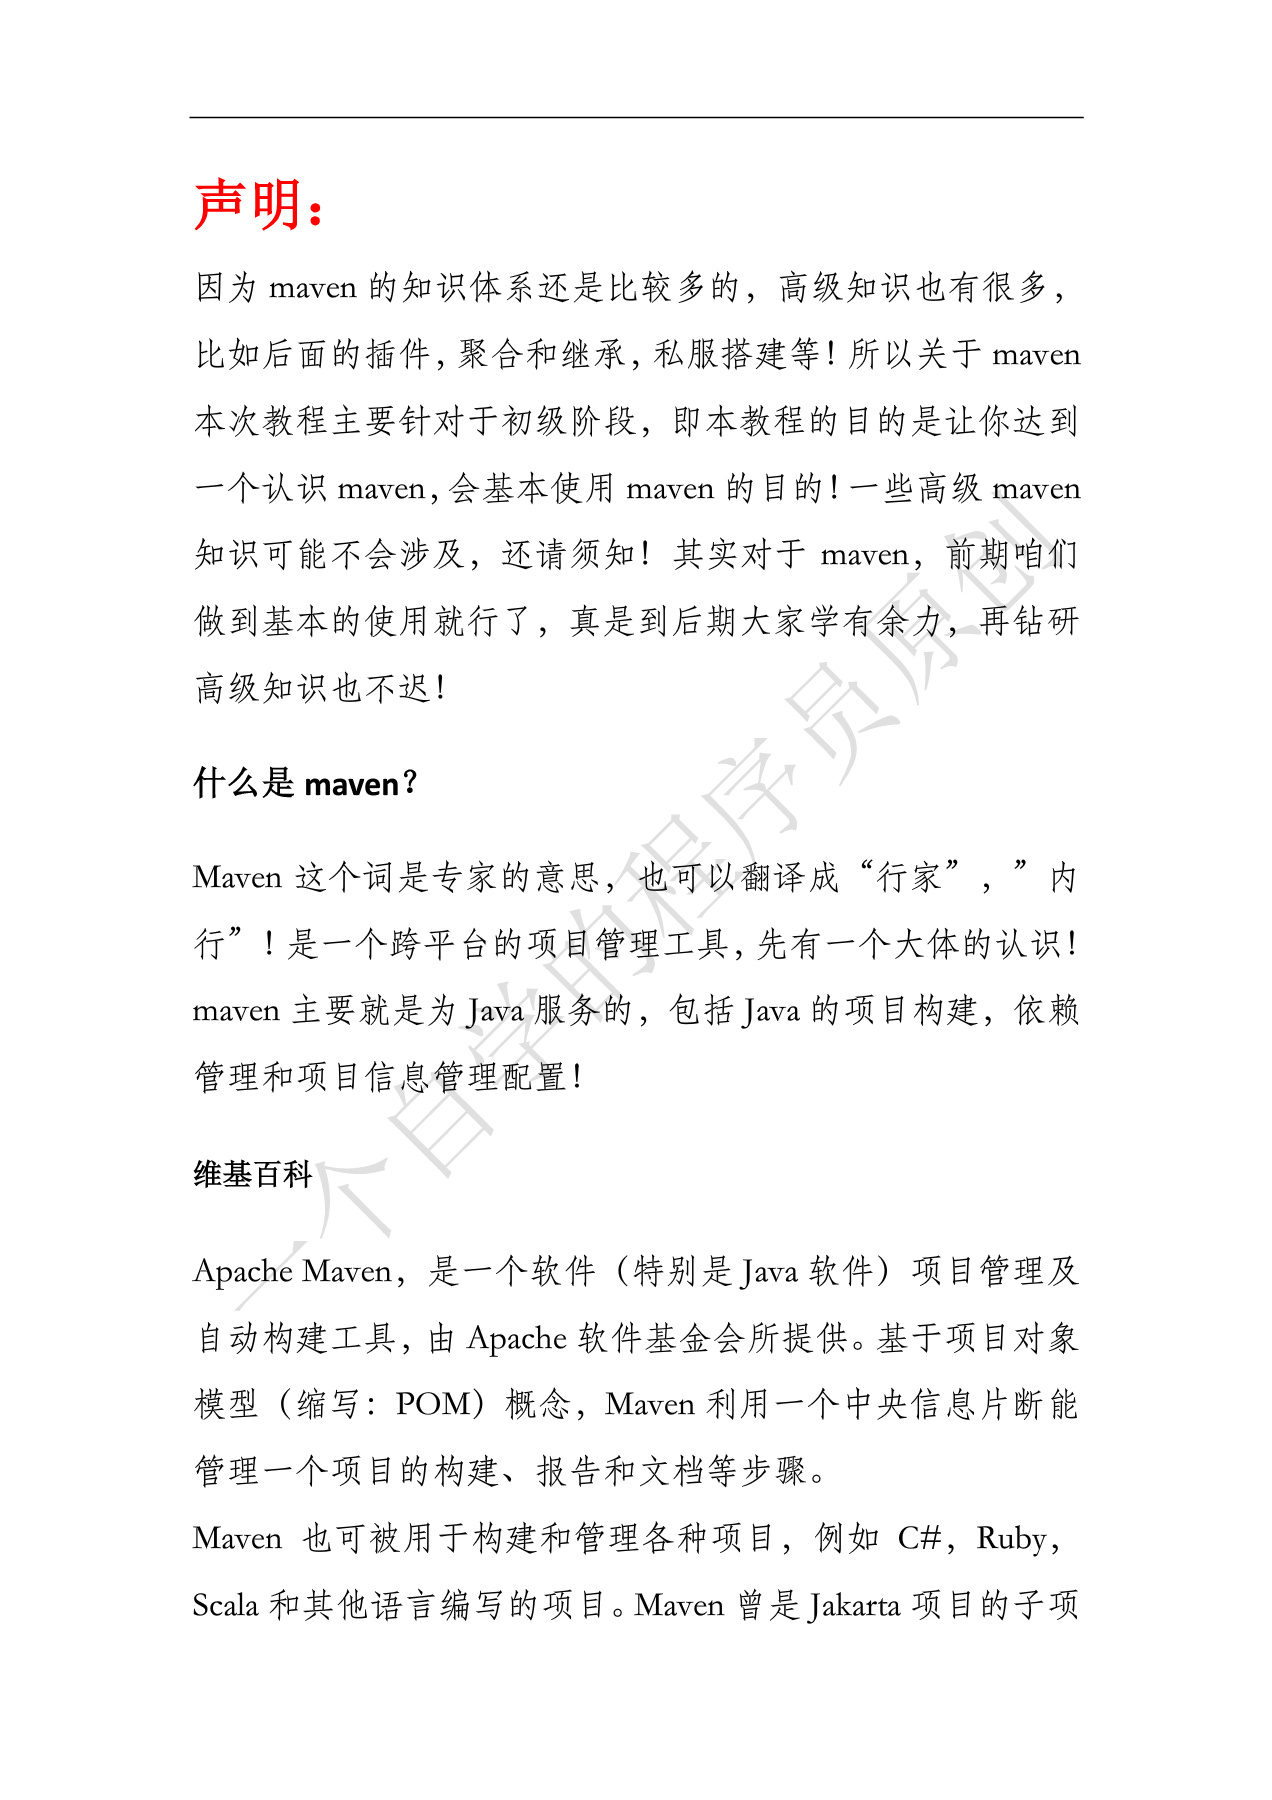 声明：
因为 maven 的知识体系还是比较多的，高级知识也有很多，
比如后面的插件，聚合和继承，私服搭建等！所以关于 maven
本次教程主要针对于初级阶段，即本教程的目的是让你达到
一个认识 maven，会基本使用 maven 的目的！一些高级 maven
知识可能不会涉及，还请须知！其实对于 maven，前期咱们
做到基本的使用就行了，真是到后期大家学有余力，再钻研
高级知识也不迟！
什么是 maven？
Maven 这个词是专家的意思，也可以翻译成“行家”，”内
行”！是一个跨平台的项目管理工具，先有一个大体的认识！
maven 主要就是为 Java 服务的，包括 Java 的项目构建，依赖
管理和项目信息管理配置！
维基百科
Apache Maven，是一个软件（特别是 Java 软件）项目管理及
自动构建工具，由 Apache 软件基金会所提供。基于项目对象
模型（缩写：POM）概念，Maven 利用一个中央信息片断能
管理一个项目的构建、报告和文档等步骤。
Maven 也可被用于构建和管理各种项目，例如 C#，Ruby，
Scala 和其他语言编写的项目。Maven 曾是 Jakarta 项目的子项
一个自学的程序员原创